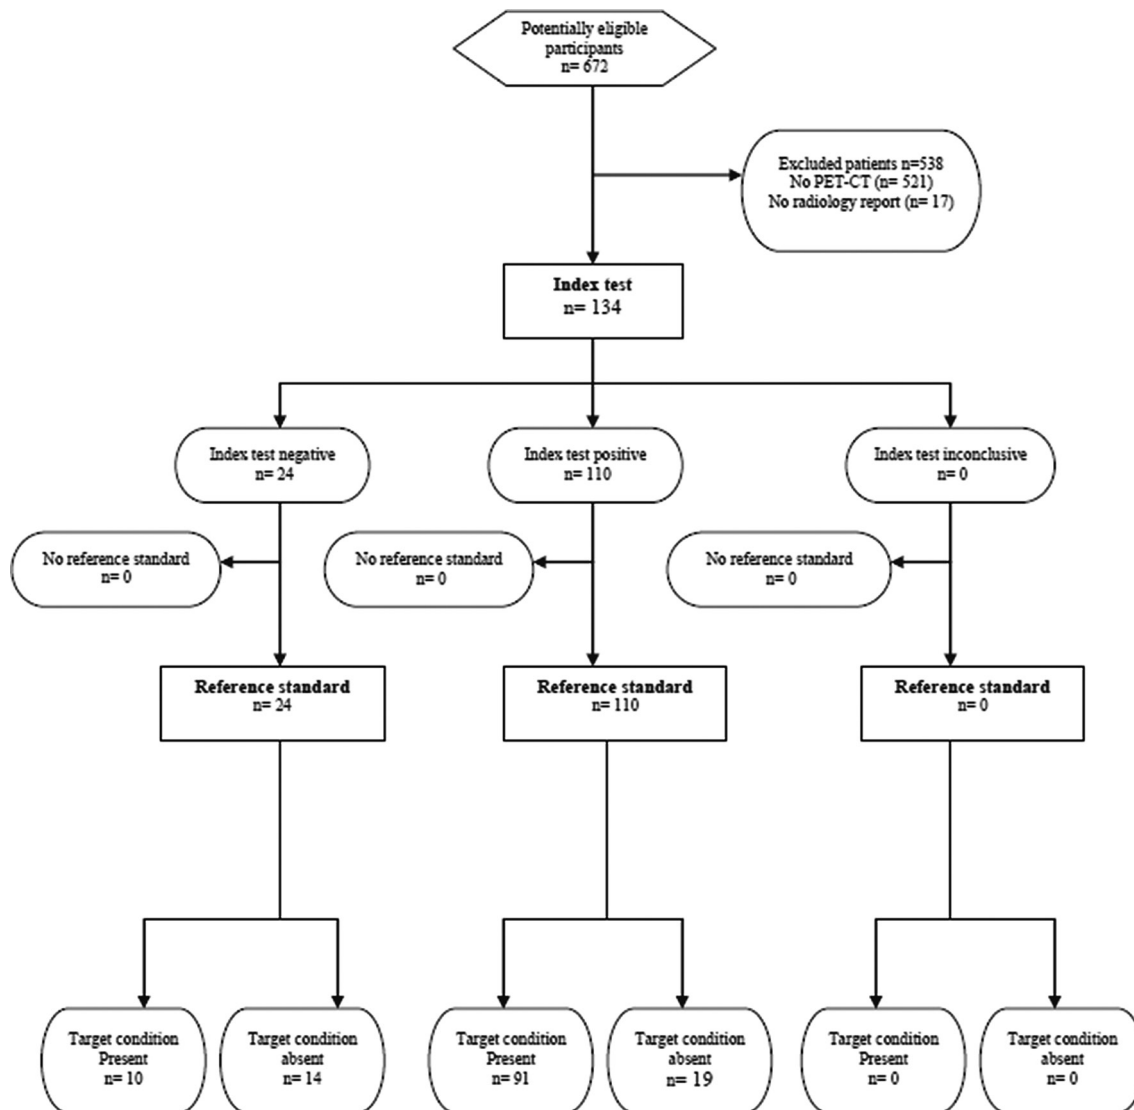 Potentially eligible
participants
n= 672
Excluded patients n=538
No PET-CT (n= 521)
No radiology report (n= 17)
Index test
n= 134
Index test negative
n= 24
Index test positive
n= 110
Index test inconclusive
n= 0
No reference standard
n= 0
No reference standard
n= 0
No reference standard
n= 0
Reference standard
n= 24
Reference standard
n= 110
Reference standard
n= 0
Target condition
Present
n= 10
Target condition
absent
n= 14
Target condition
Present
n= 91
Target condition
absent
n= 19
Target condition
Present
n= 0
Target condition
absent
n= 0